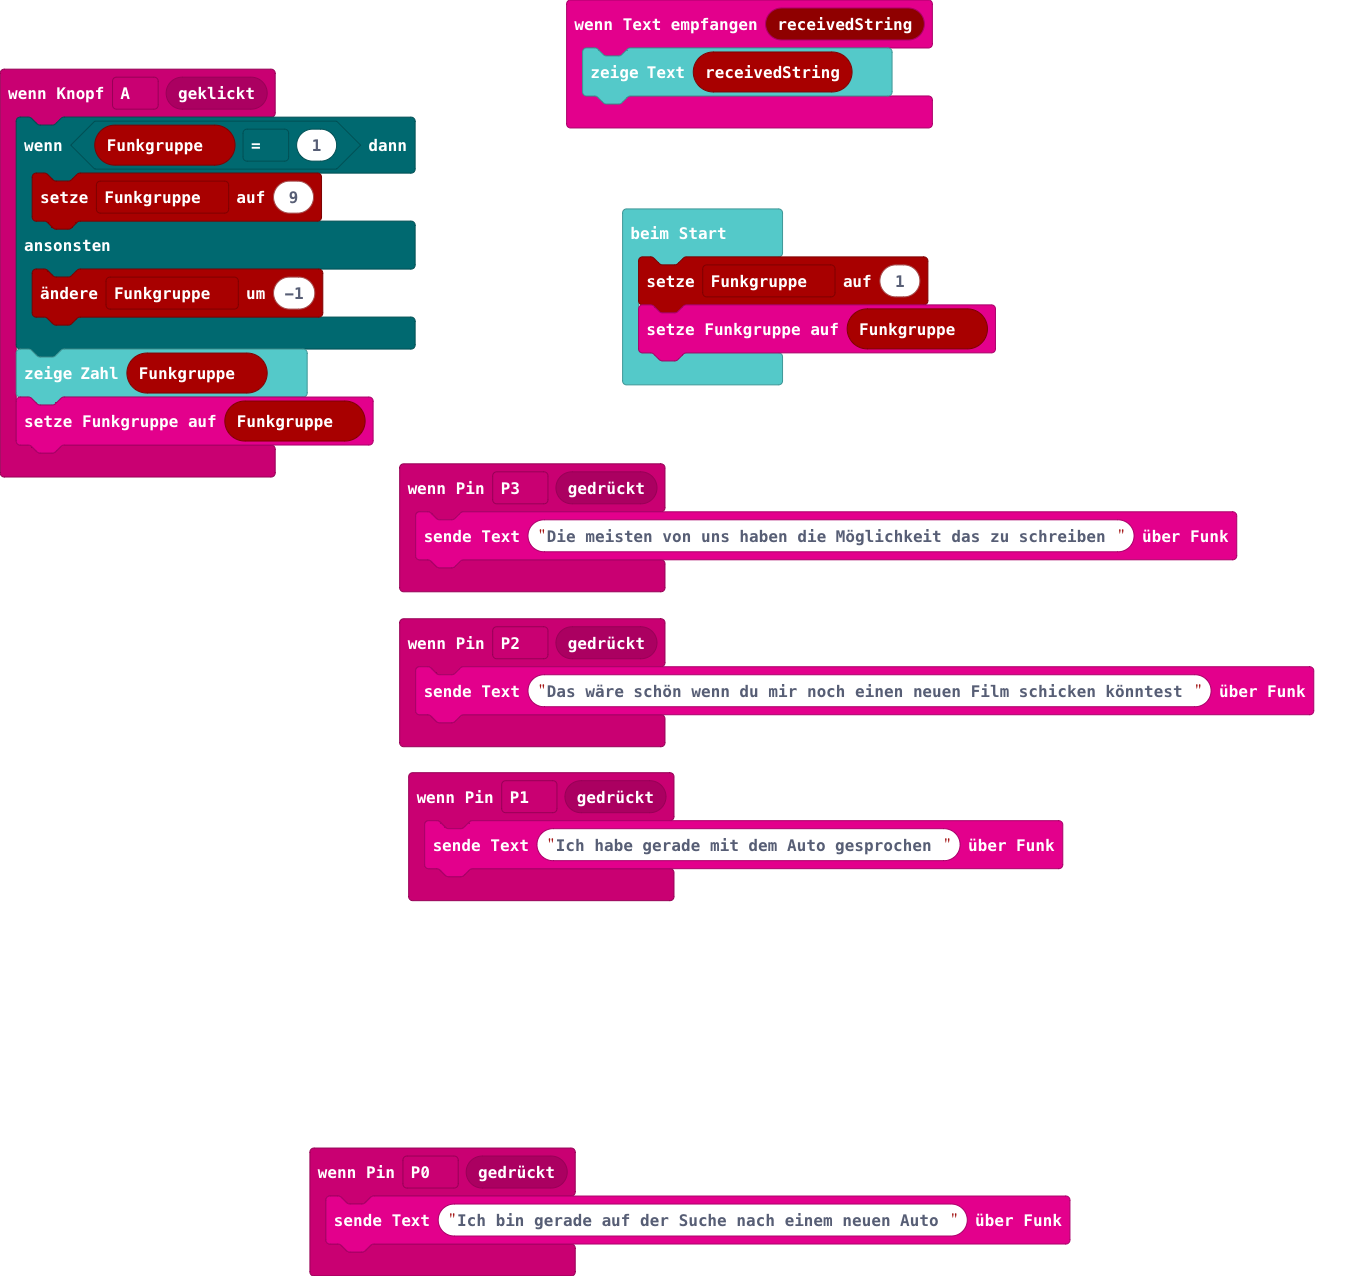 wenn Text empfangen receivedString
zeige Text receivedString
wenn Knopf A geklickt
wenn Funkgruppe = 1 dann
setze Funkgruppe auf 9
ansonsten
ändere Funkgruppe um −1
zeige Zahl Funkgruppe
setze Funkgruppe auf Funkgruppe
beim Start
setze Funkgruppe auf 1
setze Funkgruppe auf Funkgruppe
wenn Pin P3 gedrückt
sende Text "Die meisten von uns haben die Möglichkeit das zu schreiben " über Funk
wenn Pin P2 gedrückt
sende Text "Das wäre schön wenn du mir noch einen neuen Film schicken könntest " über Funk
wenn Pin P1 gedrückt
sende Text "Ich habe gerade mit dem Auto gesprochen " über Funk
wenn Pin P0 gedrückt
sende Text "Ich bin gerade auf der Suche nach einem neuen Auto " über Funk